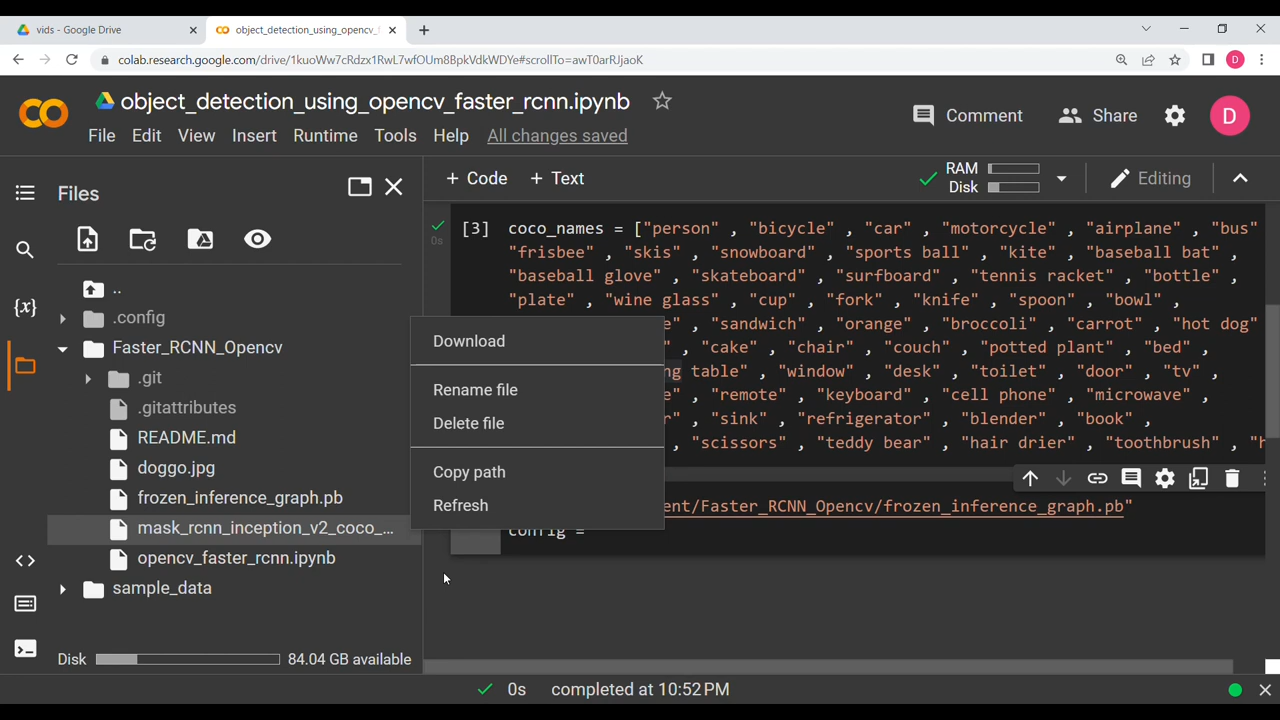 vids - Google Drive
object_detection_using_opencv_f
colab.research.google.com/drive/1kuoWw7cRdzx1RwL7wfOUm8BpkVdkWDTq#scrollTo=awT0arRJjaoK
D
object_detection_using_opencv_faster_rcnn.ipynb
Comment
Share
D
File Edit View Insert Runtime Tools Help All changes saved
Files
+ Code + Text
RAM
Disk
Editing
..
.config
Faster_RCNN_Opencv
.git
.gitattributes
README.md
doggo.jpg
frozen_inference_graph.pb
mask_rcnn_inception_v2_coco_...
opencv_faster_rcnn.ipynb
sample_data
Disk 84.04 GB available
0s
[3] coco_names = ["person" , "bicycle" , "car" , "motorcycle" , "airplane" , "bus"
"frisbee" , "skis" , "snowboard" , "sports ball" , "kite" , "baseball bat" ,
"baseball glove" , "skateboard" , "surfboard" , "tennis racket" , "bottle" ,
"plate" , "wine glass" , "cup" , "fork" , "knife" , "spoon" , "bowl" ,
e" , "sandwich" , "orange" , "broccoli" , "carrot" , "hot dog"
" , "cake" , "chair" , "couch" , "potted plant" , "bed" ,
ng table" , "window" , "desk" , "toilet" , "door" , "tv" ,
e" , "remote" , "keyboard" , "cell phone" , "microwave" ,
r" , "sink" , "refrigerator" , "blender" , "book" ,
, "scissors" , "teddy bear" , "hair drier" , "toothbrush" , "h
ent/Faster_RCNN_Opencv/frozen_inference_graph.pb"
config =
Download
Rename file
Delete file
Copy path
Refresh
{x}
0s completed at 10:52 PM